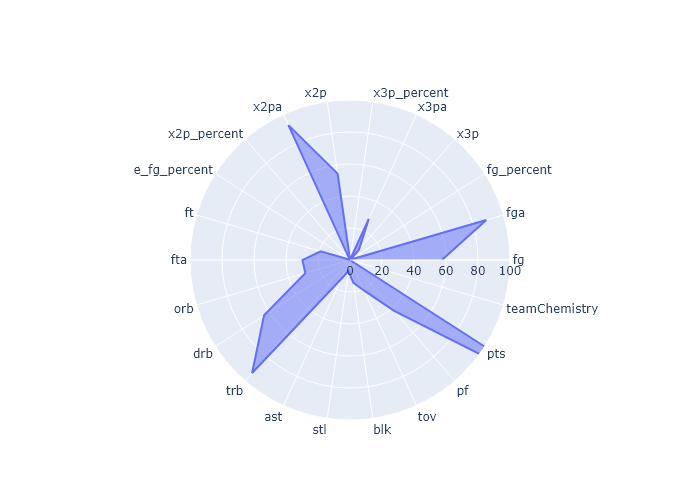 x2p
x3p_percent
x2pa
x3pa
x2p_percent
x3p
e_fg_percent
fg_percent
ft
fga
fta
fg
0
20
40
60
80
100
orb
teamChemistry
drb
pts
trb
pf
ast
tov
stl
blk